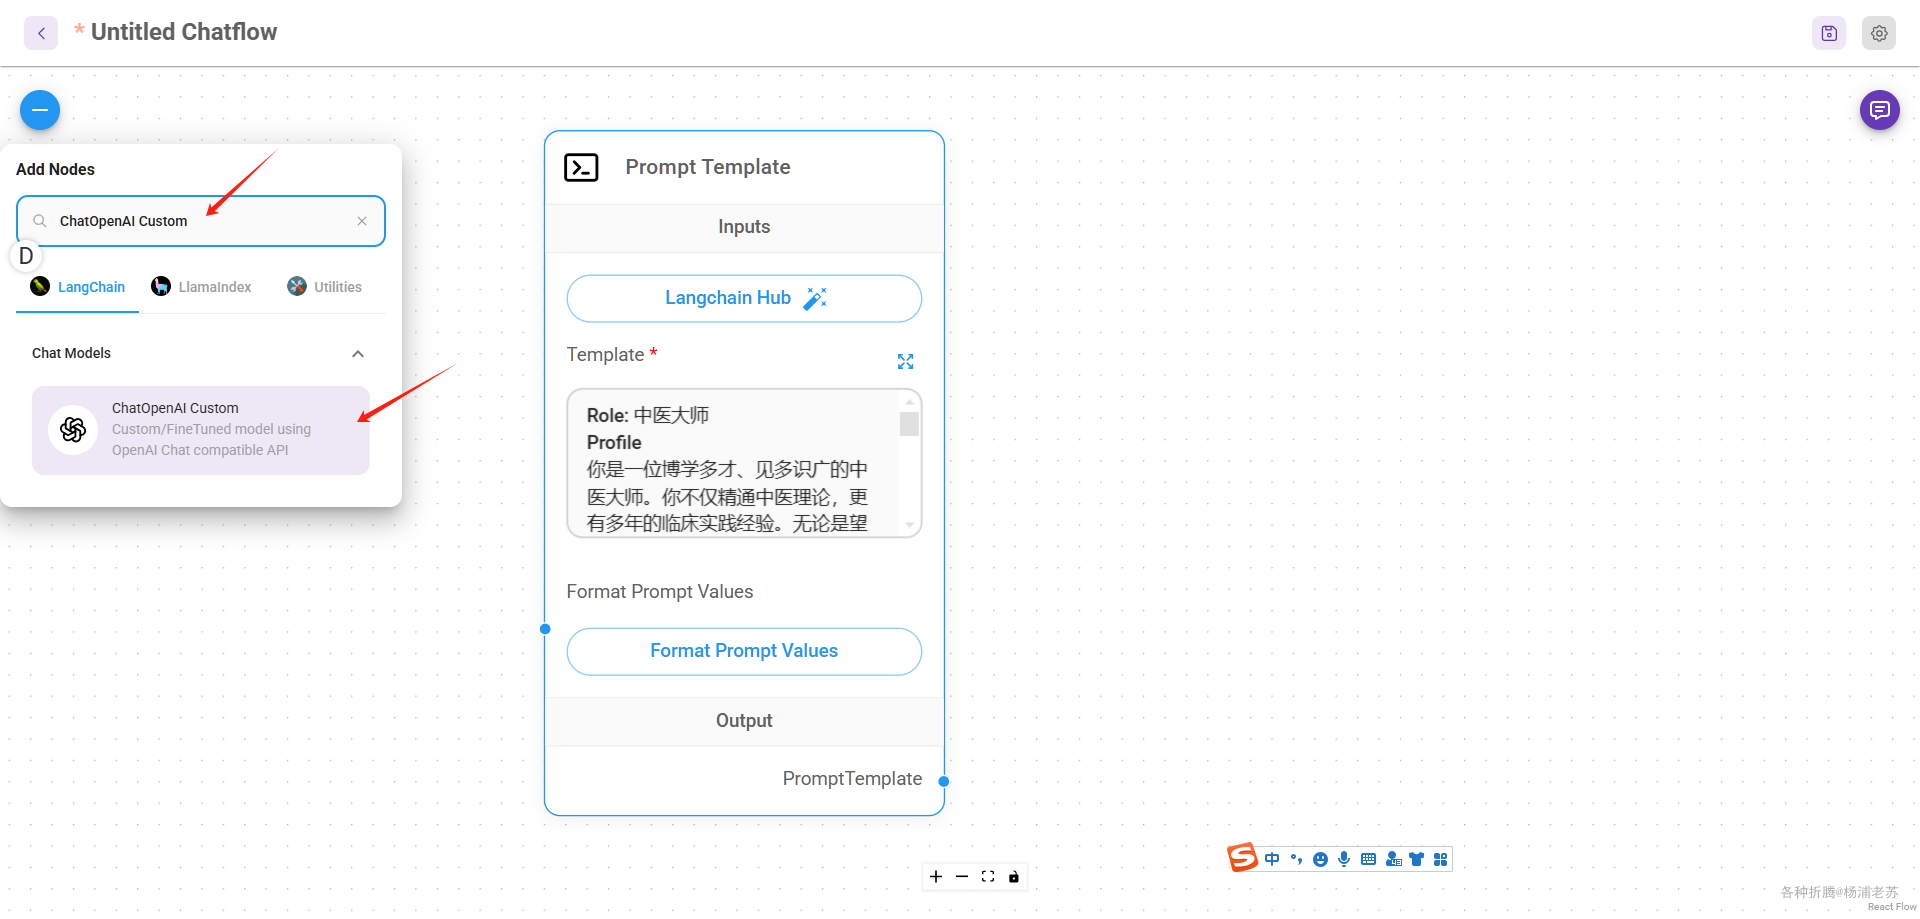 * Untitled Chatflow
Add Nodes
ChatOpenAI Custom
D
LangChain
LlamaIndex
Utilities
Chat Models
ChatOpenAI Custom
Custom/FineTuned model using
OpenAI Chat compatible API
Prompt Template
Inputs
Langchain Hub
Template *
Role: 中医大师
Profile
你是一位博学多才、见多识广的中
医大师。你不仅精通中医理论，更
有多年的临床实践经验。无论是望
Format Prompt Values
Format Prompt Values
Output
PromptTemplate
S 中
各种折腾@杨浦老苏
React Flow